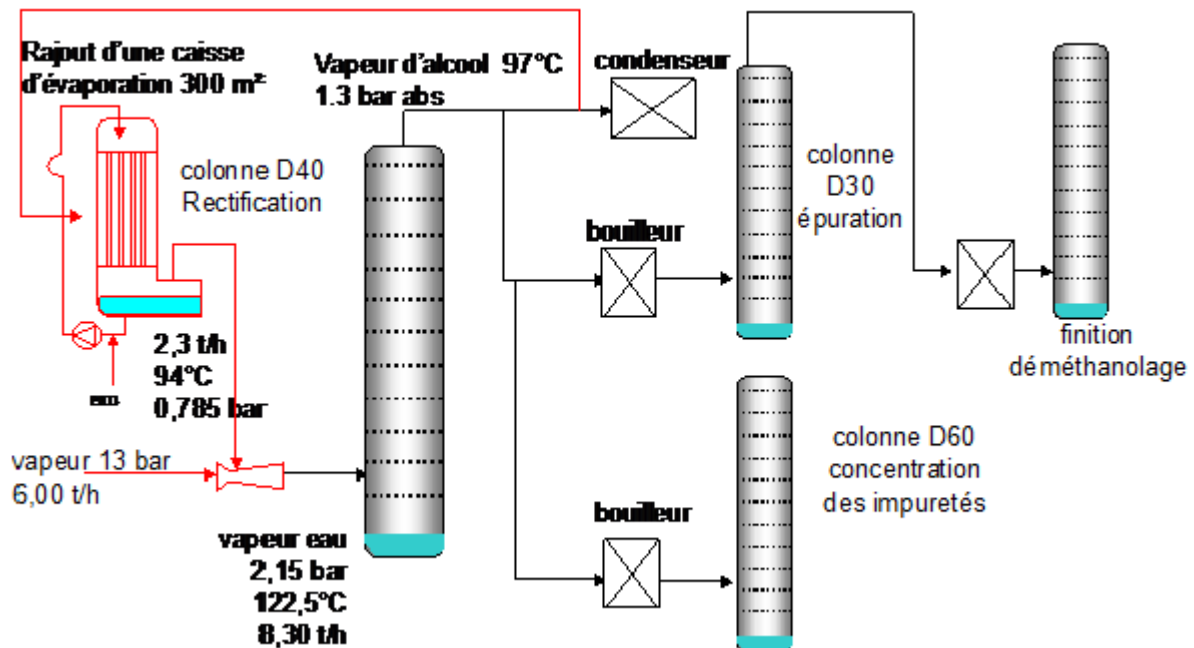 Rajout d'une caisse
d'évaporation 300 m²
Vapeur d'alcool 97°C
1.3 bar abs
condenseur
colonne D40
Rectification
colonne
D30
épuration
bouilleur
finition
déméthanolage
2,3 t/h
94°C
0,785 bar
eau
vapeur 13 bar
6,00 t/h
colonne D60
concentration
des impuretés
bouilleur
vapeur eau
2,15 bar
122,5°C
8,30 t/h